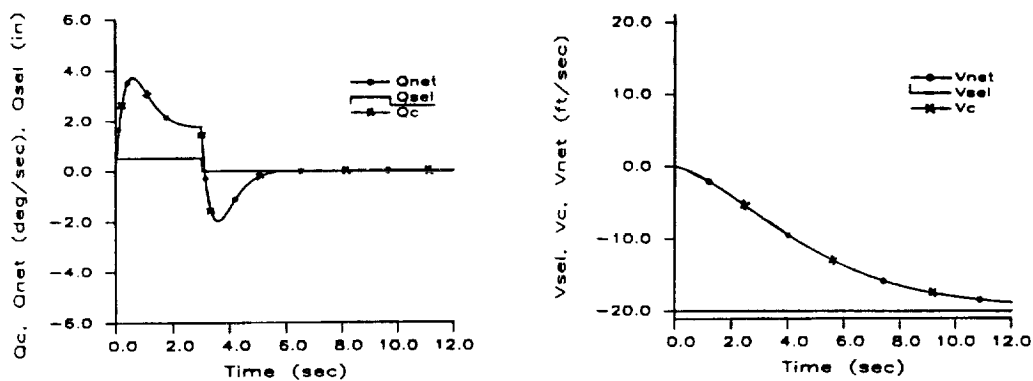 Qc, Qnet (deg/sec), Qsel (in)
6.0
4.0
2.0
0.0
−2.0
−4.0
−6.0
0.0 2.0 4.0 6.0 8.0 10.0 12.0
Time (sec)
Qnet
Qsel
Qc
Vsel, Vc, Vnet (ft/sec)
20.0
10.0
0.0
−10.0
−20.0
0.0 2.0 4.0 6.0 8.0 10.0 12.0
Time (sec)
Vnet
Vsel
Vc